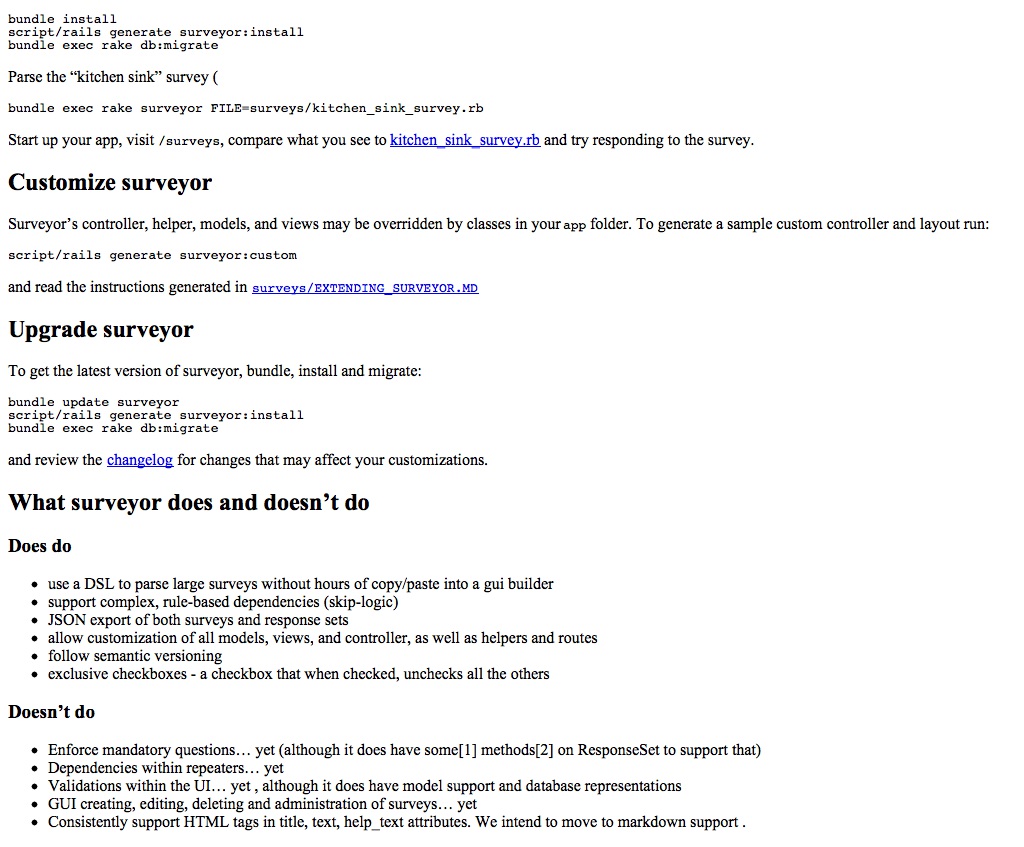 bundle install
script/rails generate surveyor:install
bundle exec rake db:migrate
Parse the “kitchen sink” survey (
bundle exec rake surveyor FILE=surveys/kitchen_sink_survey.rb
Start up your app, visit /surveys, compare what you see to kitchen_sink_survey.rb and try responding to the survey.
Customize surveyor
Surveyor’s controller, helper, models, and views may be overridden by classes in your app folder. To generate a sample custom controller and layout run:
script/rails generate surveyor:custom
and read the instructions generated in surveys/EXTENDING_SURVEYOR.MD
Upgrade surveyor
To get the latest version of surveyor, bundle, install and migrate:
bundle update surveyor
script/rails generate surveyor:install
bundle exec rake db:migrate
and review the changelog for changes that may affect your customizations.
What surveyor does and doesn’t do
Does do
• use a DSL to parse large surveys without hours of copy/paste into a gui builder
• support complex, rule-based dependencies (skip-logic)
• JSON export of both surveys and response sets
• allow customization of all models, views, and controller, as well as helpers and routes
• follow semantic versioning
• exclusive checkboxes - a checkbox that when checked, unchecks all the others
Doesn’t do
• Enforce mandatory questions… yet (although it does have some[1] methods[2] on ResponseSet to support that)
• Dependencies within repeaters… yet
• Validations within the UI… yet , although it does have model support and database representations
• GUI creating, editing, deleting and administration of surveys… yet
• Consistently support HTML tags in title, text, help_text attributes. We intend to move to markdown support .